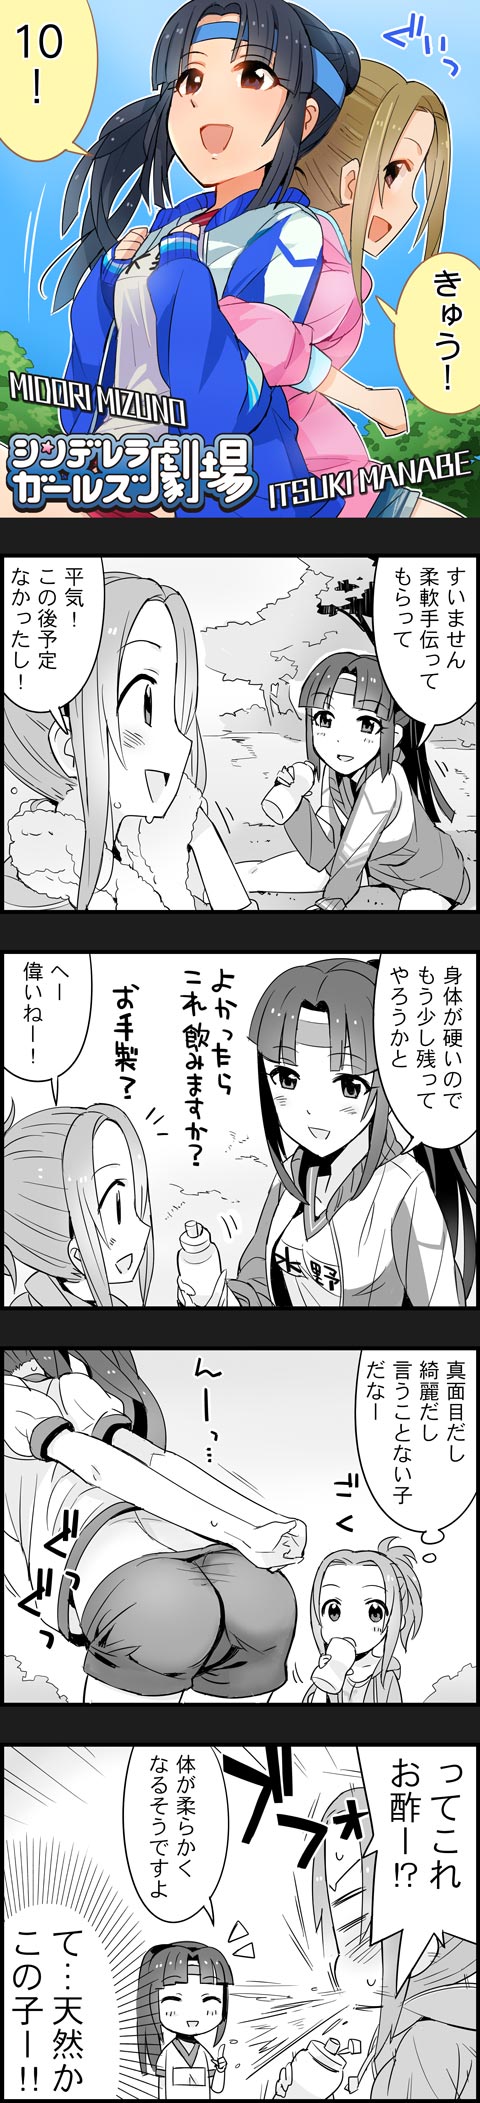 ぐいっ
10！
きゅう！
MIDORI MIZUNO
シンデレラ
ガールズ劇場
ITSUKI MANABE
すいません
柔軟手伝って
もらって
平気！
この後予定
なかったし！
身体が硬いので
もう少し残って
やろうかと
よかったら
これ飲みますか？
お手製？
へー
偉いねー！
水野
真面目だし
綺麗だし
言うことない子
だなー
んーっ…
ぐっ
ぐっ
ってこれ
お酢ー!?
ブフォ
体が柔らかく
なるそうですよ
て…天然か
この子ー!!